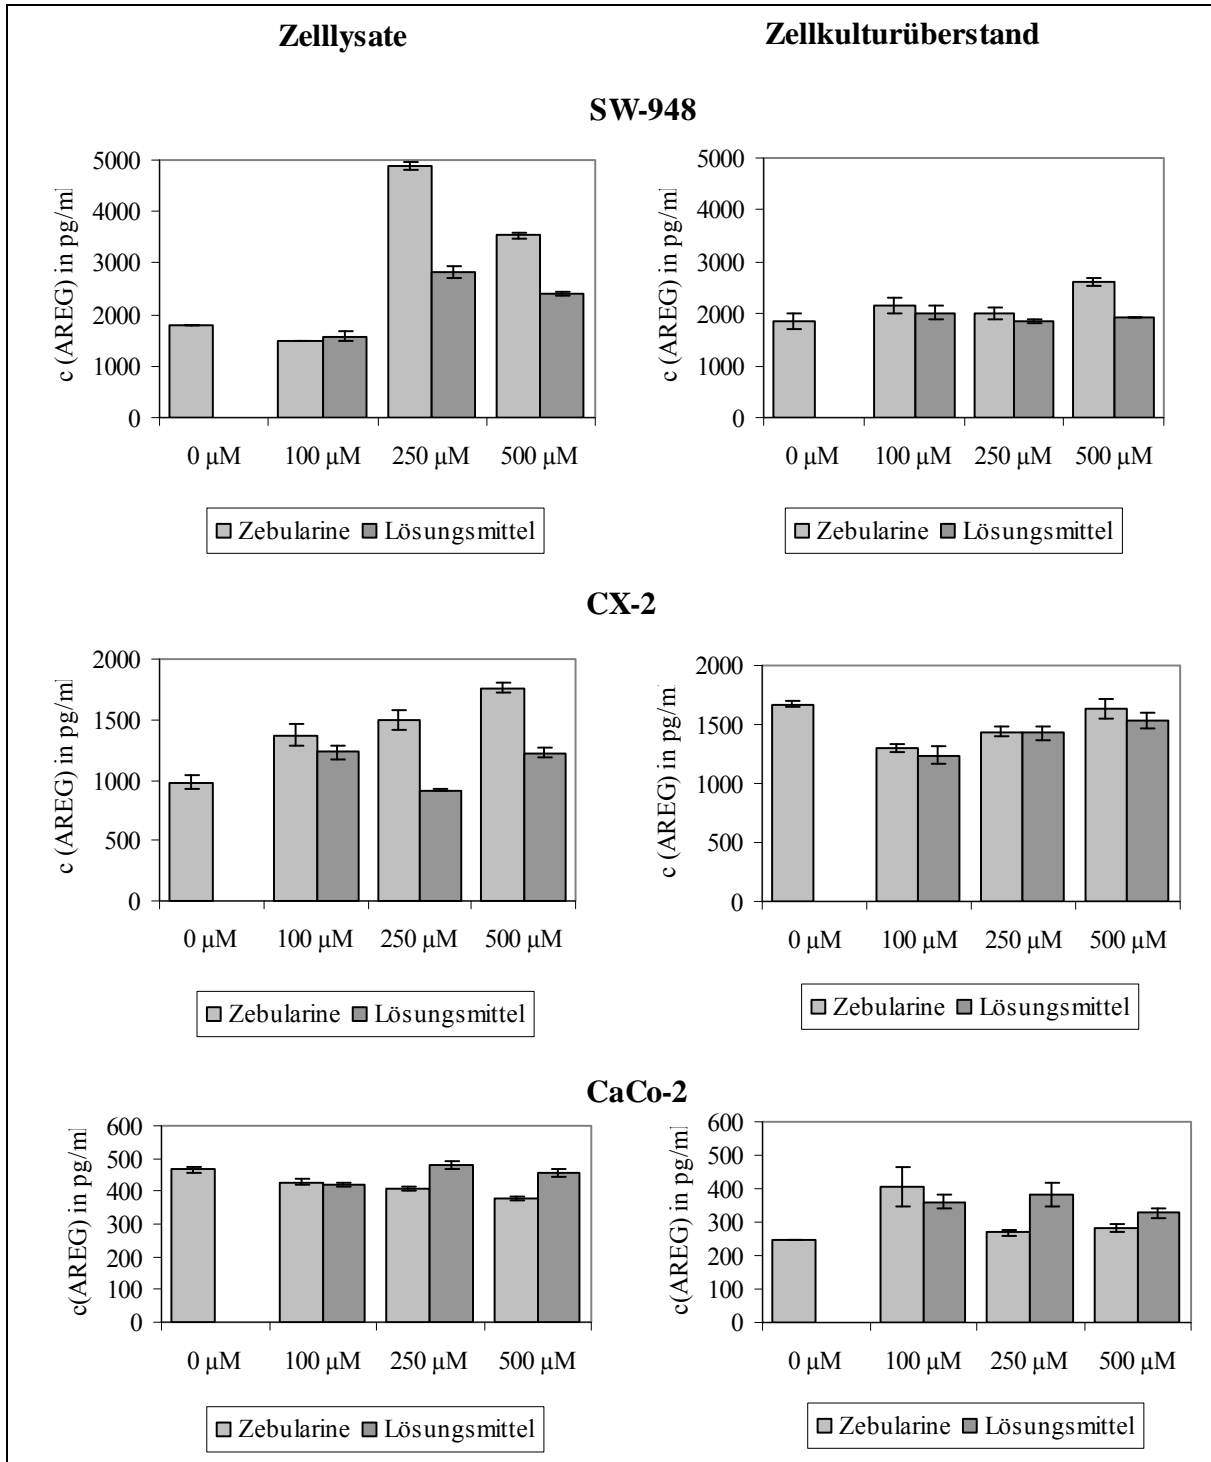 Zelllysate
Zellkulturüberstand
SW-948
c (AREG) in pg/ml
5000
4000
3000
2000
1000
0
0 µM 100 µM 250 µM 500 µM
Zebularine Lösungsmittel
c (AREG) in pg/ml
5000
4000
3000
2000
1000
0
0 µM 100 µM 250 µM 500 µM
Zebularine Lösungsmittel
CX-2
c (AREG) in pg/ml
2000
1500
1000
500
0
0 µM 100 µM 250 µM 500 µM
Zebularine Lösungsmittel
c (AREG) in pg/ml
2000
1500
1000
500
0
0 µM 100 µM 250 µM 500 µM
Zebularine Lösungsmittel
CaCo-2
c(AREG) in pg/ml
600
500
400
300
200
100
0
0 µM 100 µM 250 µM 500 µM
Zebularine Lösungsmittel
c(AREG) in pg/ml
600
500
400
300
200
100
0
0 µM 100 µM 250 µM 500 µM
Zebularine Lösungsmittel